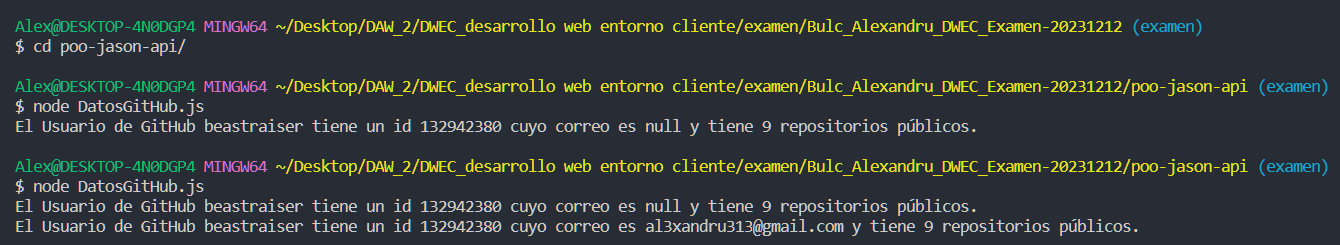 Alex@DESKTOP-4N0DGP4 MINGW64 ~/Desktop/DAW_2/DWEC_desarrollo web entorno cliente/examen/Bulc_Alexandru_DWEC_Examen-20231212 (examen)
$ cd poo-jason-api/
Alex@DESKTOP-4N0DGP4 MINGW64 ~/Desktop/DAW_2/DWEC_desarrollo web entorno cliente/examen/Bulc_Alexandru_DWEC_Examen-20231212/poo-jason-api (examen)
$ node DatosGitHub.js
El Usuario de GitHub beastraiser tiene un id 132942380 cuyo correo es null y tiene 9 repositorios públicos.
Alex@DESKTOP-4N0DGP4 MINGW64 ~/Desktop/DAW_2/DWEC_desarrollo web entorno cliente/examen/Bulc_Alexandru_DWEC_Examen-20231212/poo-jason-api (examen)
$ node DatosGitHub.js
El Usuario de GitHub beastraiser tiene un id 132942380 cuyo correo es null y tiene 9 repositorios públicos.
El Usuario de GitHub beastraiser tiene un id 132942380 cuyo correo es al3xandru313@gmail.com y tiene 9 repositorios públicos.